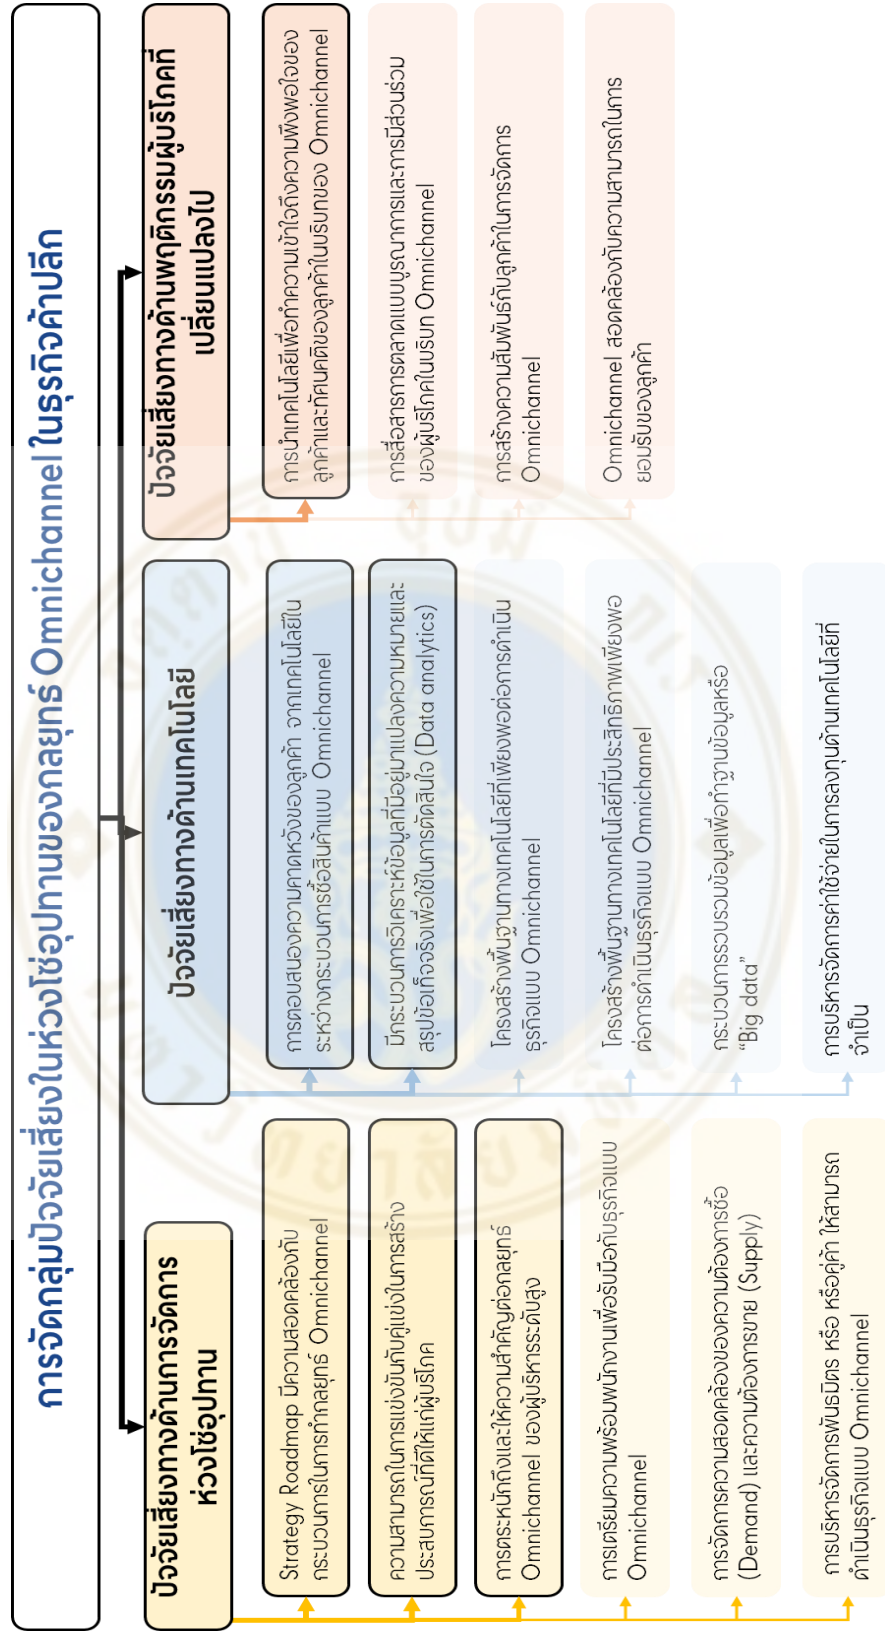 การจัดกลุ่มปัจจัยเสี่ยงในห่วงโซ่อุปทานของกลยุทธ์ Omnichannel ในธุรกิจค้าปลีก
ปัจจัยเสี่ยงทางด้านการจัดการ
ห่วงโซ่อุปทาน
Strategy Roadmap มีความสอดคล้องกับ
กระบวนการในการทำกลยุทธ์ Omnichannel
ความสามารถในการแข่งขันกับคู่แข่งในการสร้าง
ประสบการณ์ที่ดีให้แก่ผู้บริโภค
การตระหนักถึงและให้ความสำคัญต่อกลยุทธ์
Omnichannel ของผู้บริหารระดับสูง
การเตรียมความพร้อมพนักงานเพื่อรับมือกับธุรกิจแบบ
Omnichannel
การจัดการความสอดคล้องของความต้องการซื้อ
(Demand) และความต้องการขาย (Supply)
การบริหารจัดการพันธมิตร หรือ หรือคู่ค้า ให้สามารถ
ดำเนินธุรกิจแบบ Omnichannel
ปัจจัยเสี่ยงทางด้านเทคโนโลยี
การตอบสนองความคาดหวังของลูกค้า จากเทคโนโลยีใน
ระหว่างกระบวนการซื้อสินค้าแบบ Omnichannel
มีกระบวนการวิเคราะห์ข้อมูลที่มีอยู่มาแปลงความหมายและ
สรุปข้อเท็จจริงเพื่อใช้ในการตัดสินใจ (Data analytics)
โครงสร้างพื้นฐานทางเทคโนโลยีที่เพียงพอต่อการดำเนิน
ธุรกิจแบบ Omnichannel
โครงสร้างพื้นฐานทางเทคโนโลยีที่มีประสิทธิภาพเพียงพอ
ต่อการดำเนินธุรกิจแบบ Omnichannel
กระบวนการรวบรวมข้อมูลเพื่อทำฐานข้อมูลหรือ
“Big data”
การบริหารจัดการค่าใช้จ่ายในการลงทุนด้านเทคโนโลยีที่
จำเป็น
ปัจจัยเสี่ยงทางด้านพฤติกรรมผู้บริโภคที่
เปลี่ยนแปลงไป
การนำเทคโนโลยีเพื่อทำความเข้าใจถึงความพึงพอใจของ
ลูกค้าและทัศนคติของลูกค้าในบริบทของ Omnichannel
การสื่อสารการตลาดแบบบูรณาการและการมีส่วนร่วม
ของผู้บริโภคในบริบท Omnichannel
การสร้างความสัมพันธ์กับลูกค้าในการจัดการ
Omnichannel
Omnichannel สอดคล้องกับความสามารถในการ
ยอมรับของลูกค้า